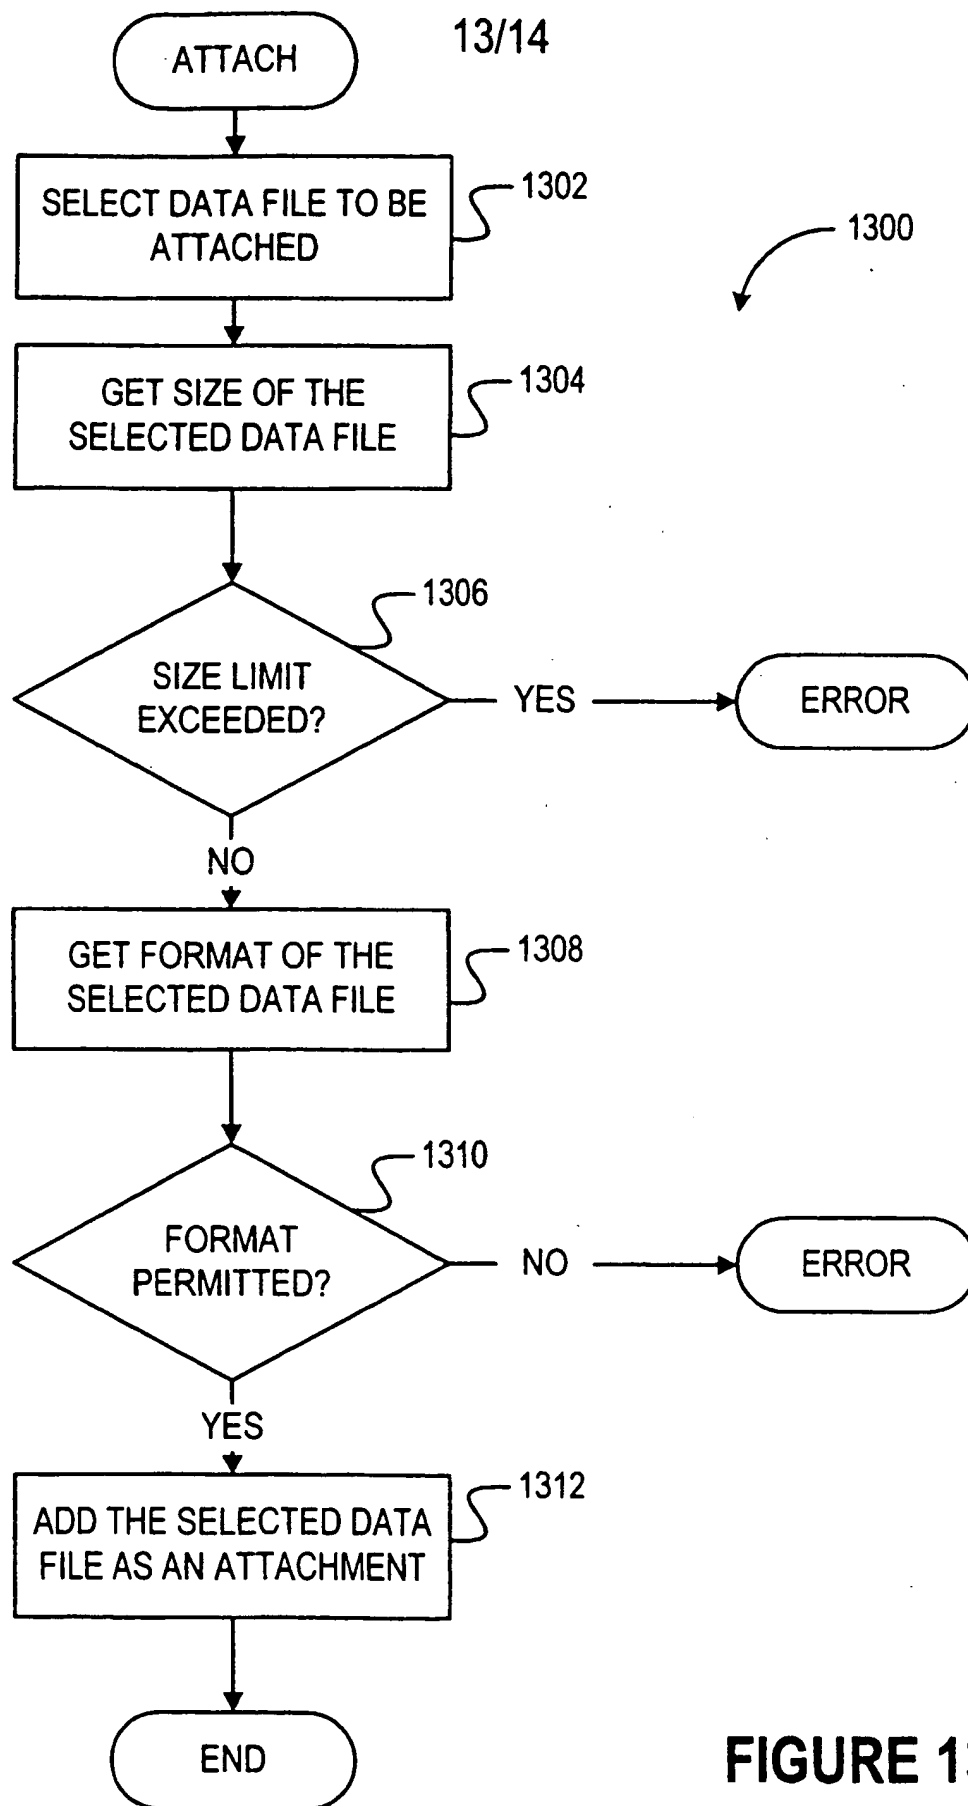 13/14
ATTACH
SELECT DATA FILE TO BE
ATTACHED
1302
1300
GET SIZE OF THE
SELECTED DATA FILE
1304
1306
SIZE LIMIT
EXCEEDED?
YES
ERROR
NO
GET FORMAT OF THE
SELECTED DATA FILE
1308
1310
FORMAT
PERMITTED?
NO
ERROR
YES
ADD THE SELECTED DATA
FILE AS AN ATTACHMENT
1312
END
FIGURE 13